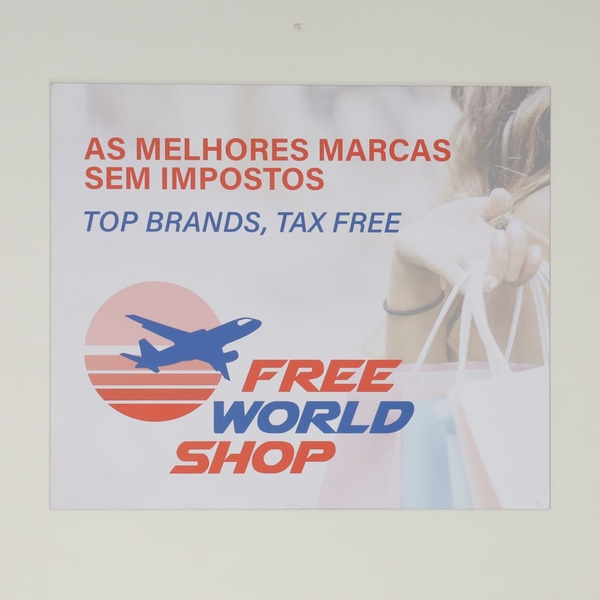 AS MELHORES MARCAS
SEM IMPOSTOS
TOP BRANDS, TAX FREE
FREE
WORLD
SHOP